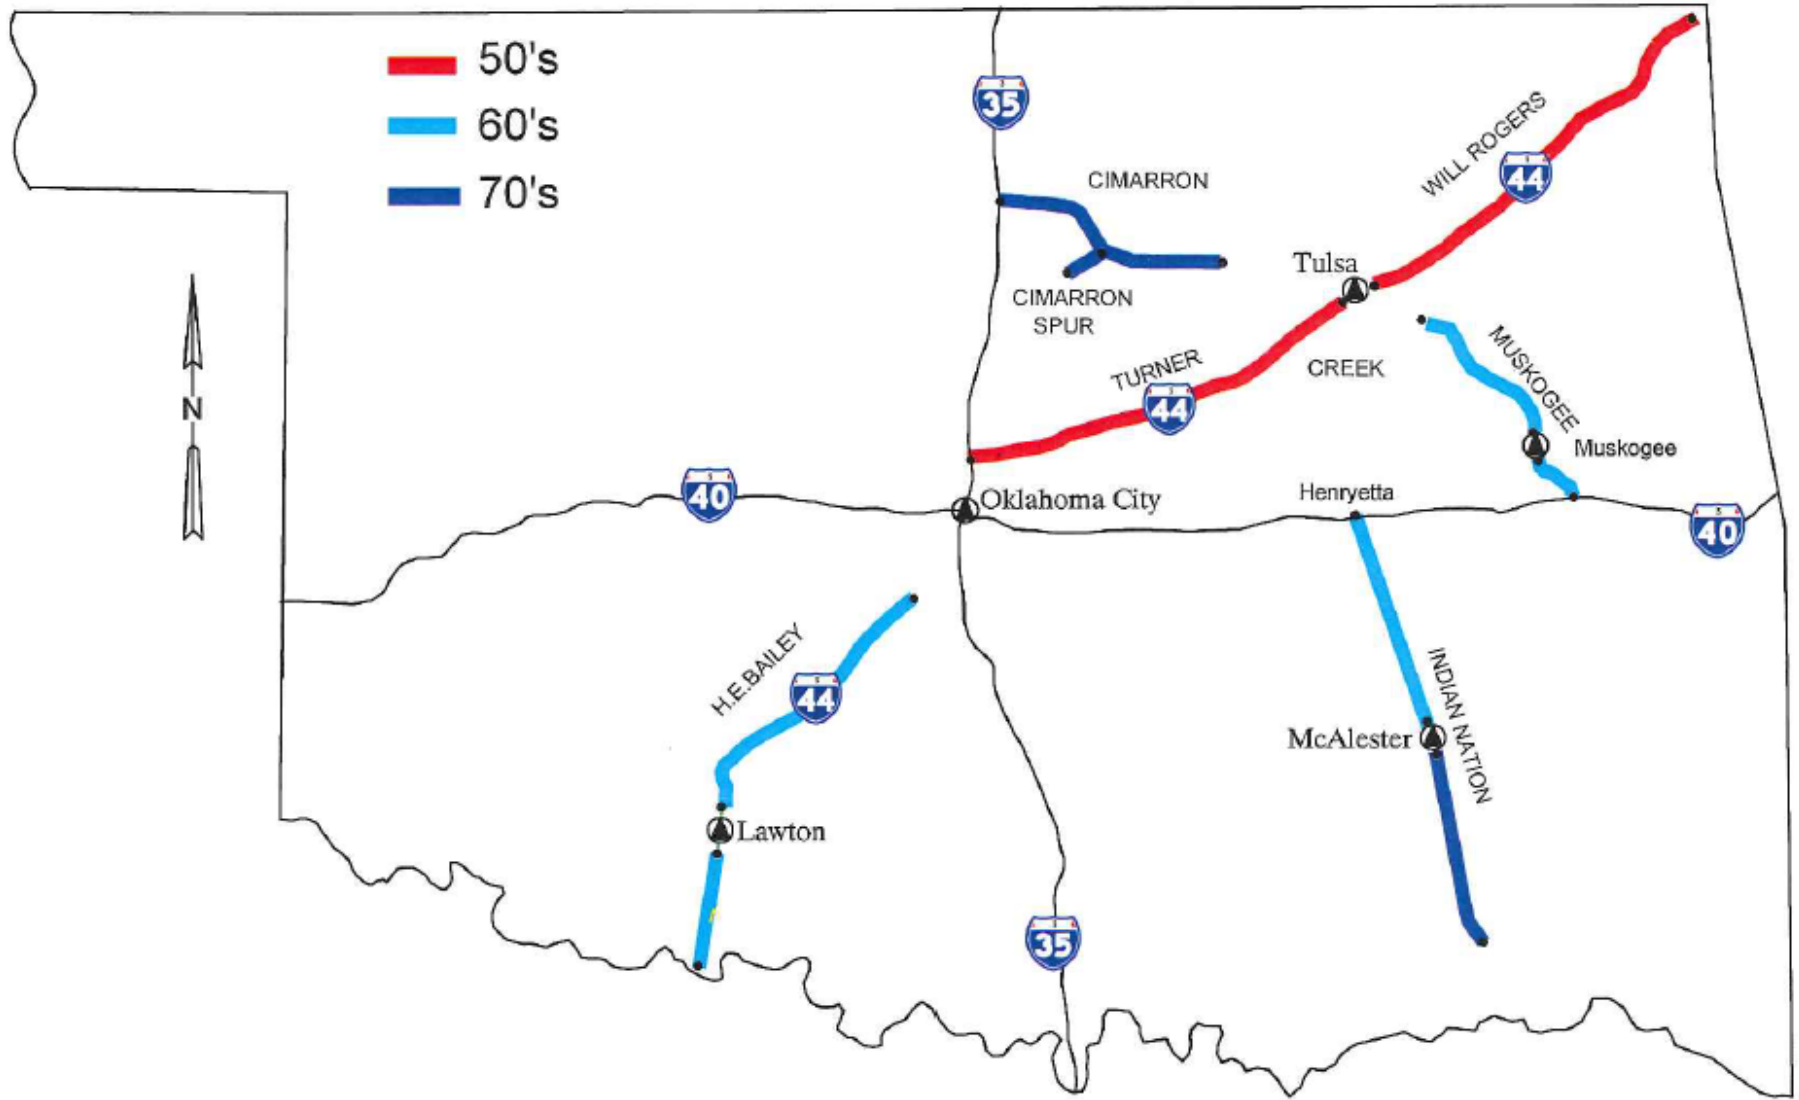 50's
60's
70's
35
CIMARRON
CIMARRON
SPUR
WILL ROGERS
44
Tulsa
TURNER
44
CREEK
MUSKOGEE
Muskogee
N
40
Oklahoma City
Henryetta
40
H.E.BAILEY
44
INDIAN NATION
McAlester
Lawton
35